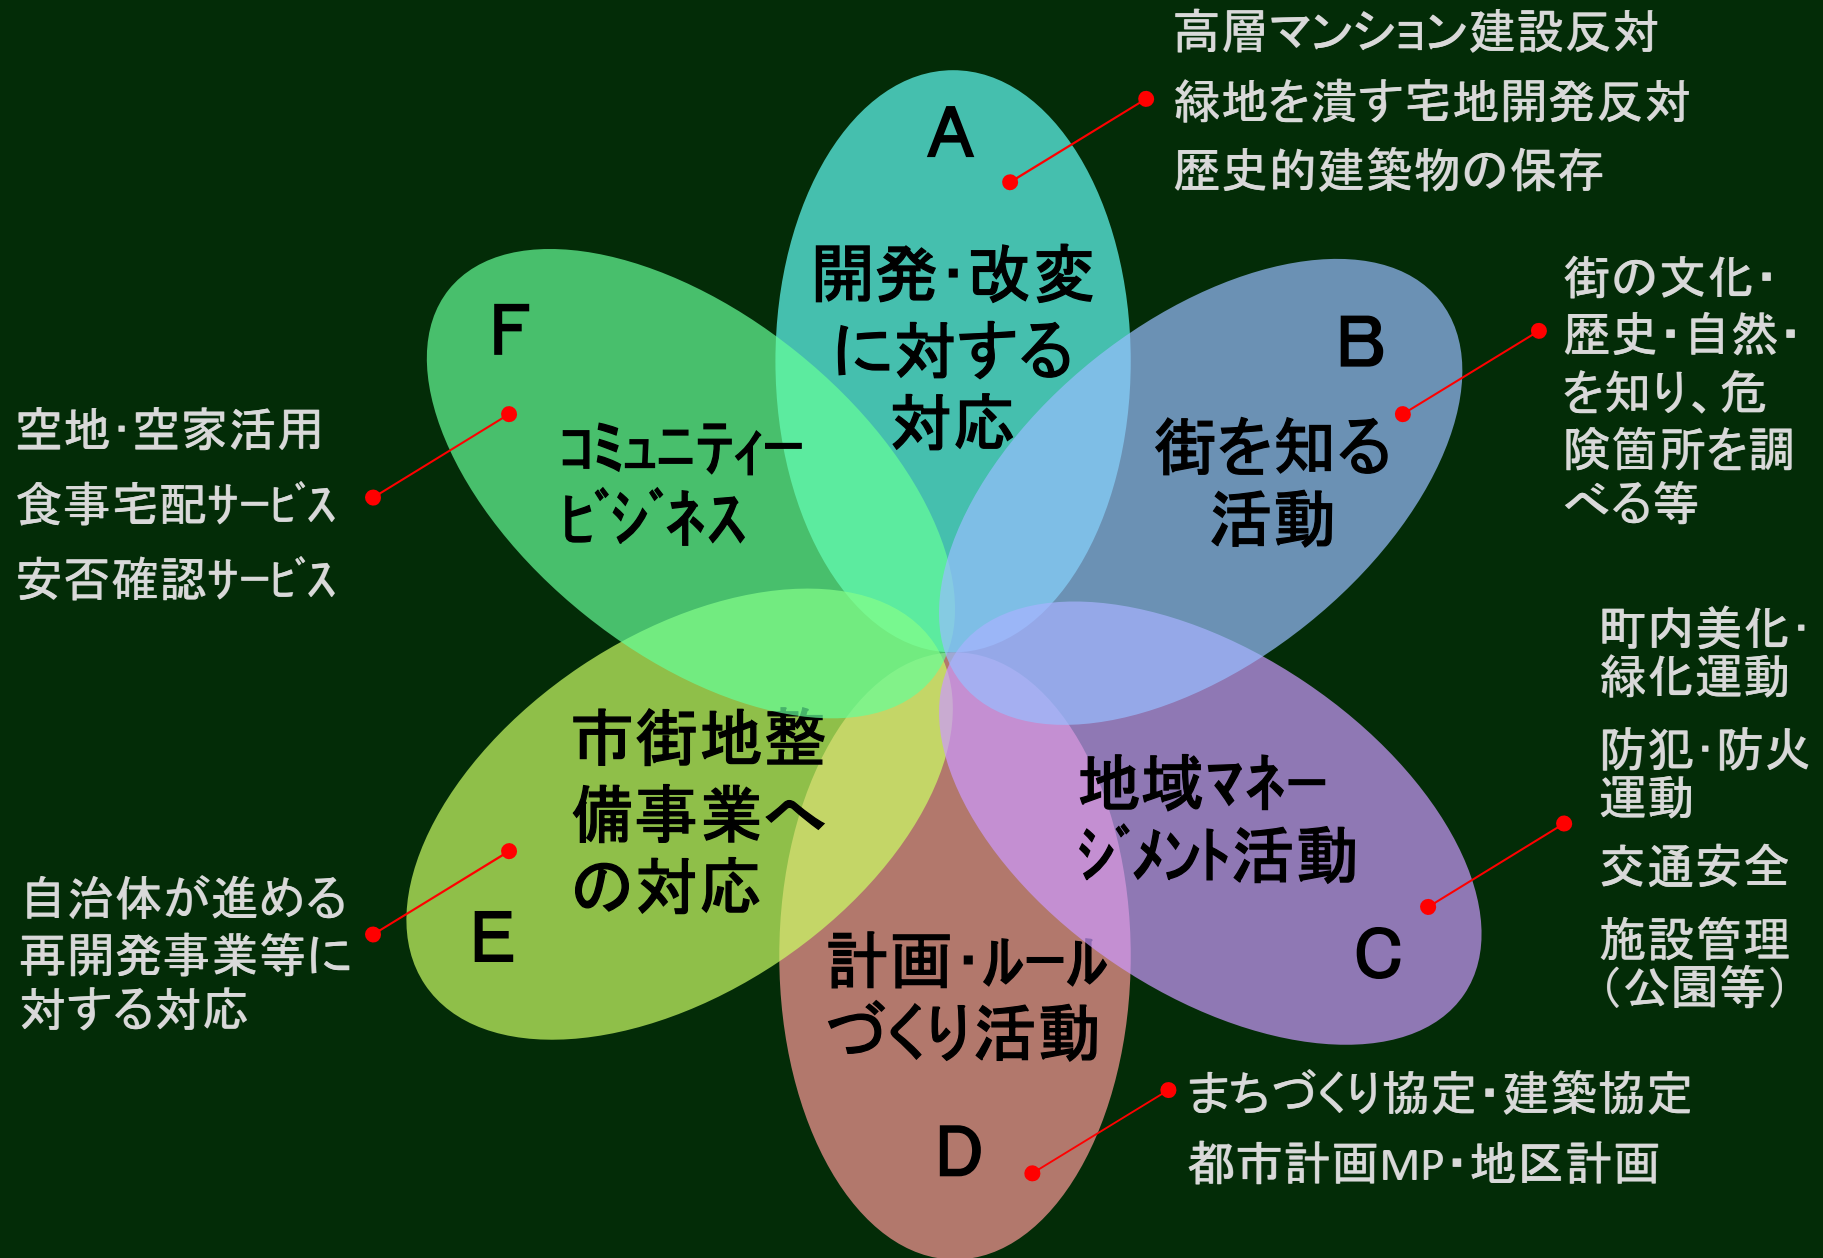 高層マンション建設反対
緑地を潰す宅地開発反対
歴史的建築物の保存
A
開発・改変
に対する
対応
B
街を知る
活動
街の文化・
歴史・自然・
を知り、危
険箇所を調
べる等
F
コミュニティー
ビジネス
空地・空家活用
食事宅配サービス
安否確認サービス
町内美化・
緑化運動
防犯・防火
運動
交通安全
施設管理
（公園等）
地域マネー
ジメント活動
C
市街地整
備事業へ
の対応
E
自治体が進める
再開発事業等に
対する対応
計画・ルール
づくり活動
D
まちづくり協定・建築協定
都市計画MP・地区計画